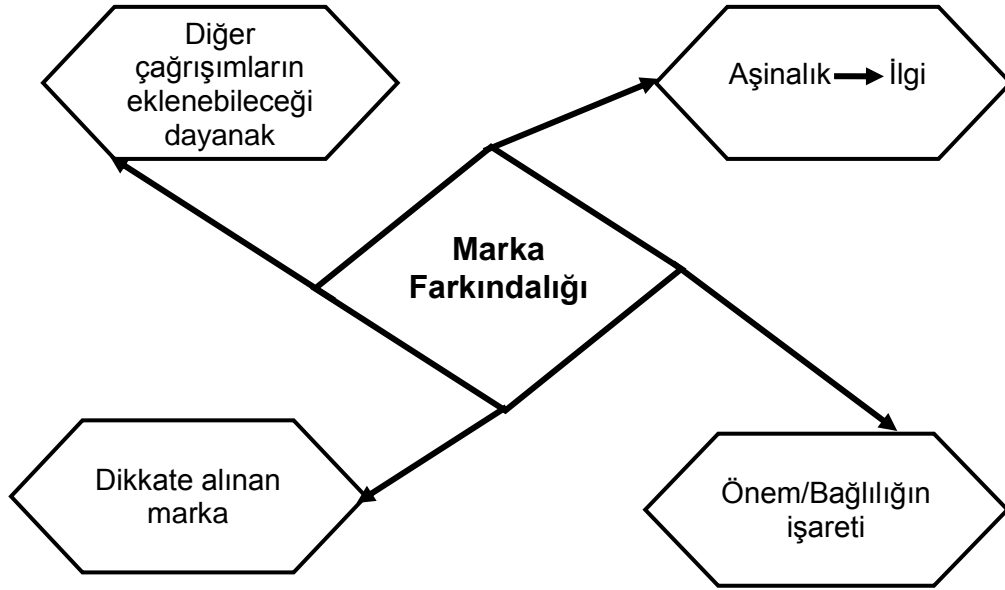 Diğer
çağrışımların
eklenebileceği
dayanak
Aşinalık → İlgi
Marka
Farkındalığı
Dikkate alınan
marka
Önem/Bağlılığın
işareti